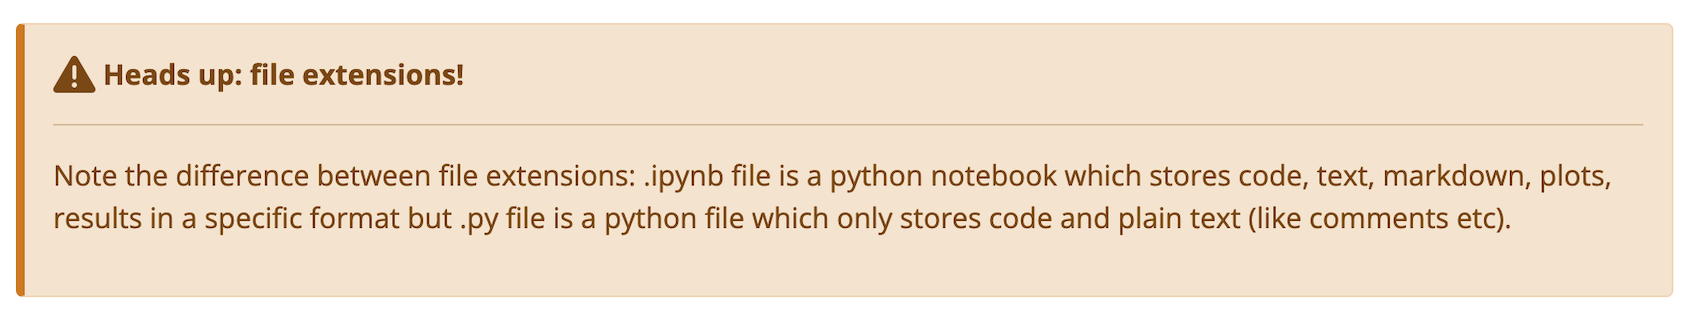 Heads up: file extensions!
Note the difference between file extensions: .ipynb file is a python notebook which stores code, text, markdown, plots,
results in a specific format but .py file is a python file which only stores code and plain text (like comments etc).